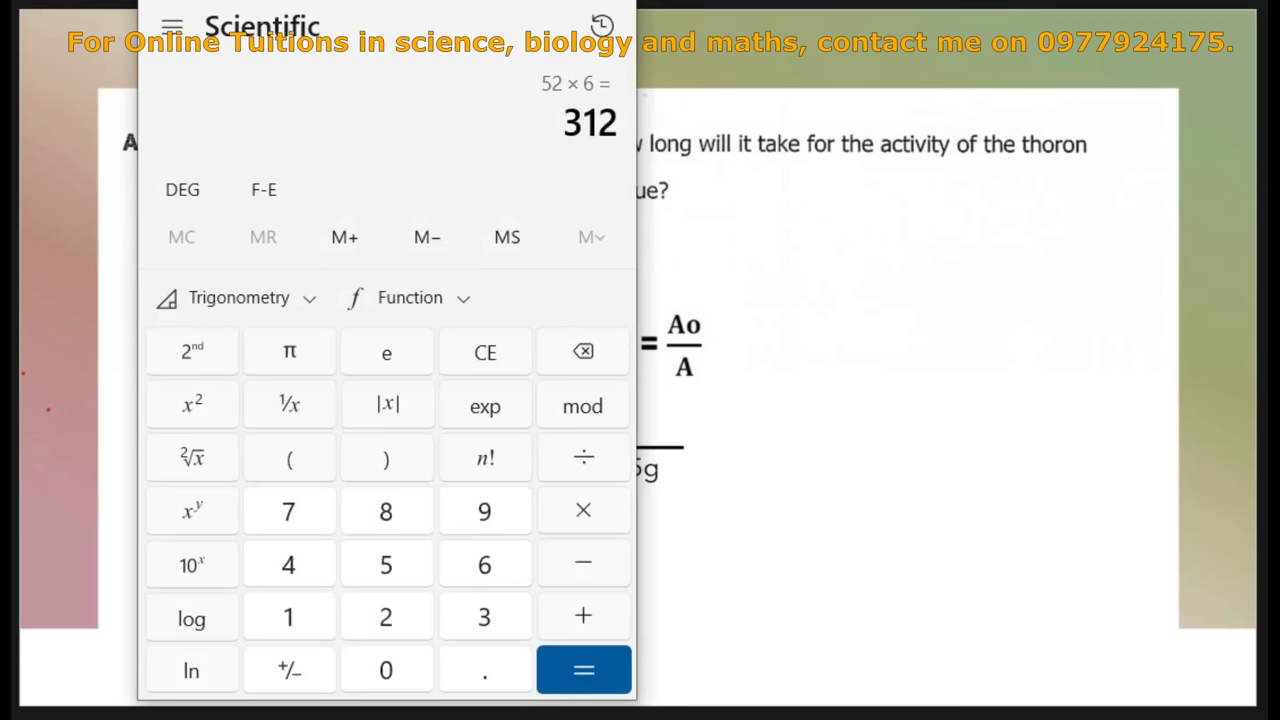 Scientific
For Online Tuitions in science, biology and maths, contact me on 0977924175.
52 × 6 =
312
long will it take for the activity of the thoron
ue?
DEG F-E
MC MR M+ M− MS M
Trigonometry f Function
= Ao
A
2nd π e CE
x² ¹/x |x| exp mod
²√x ( ) n! ÷
5g
xʸ 7 8 9 ×
10ˣ 4 5 6 −
log 1 2 3 +
ln +/− 0 . =